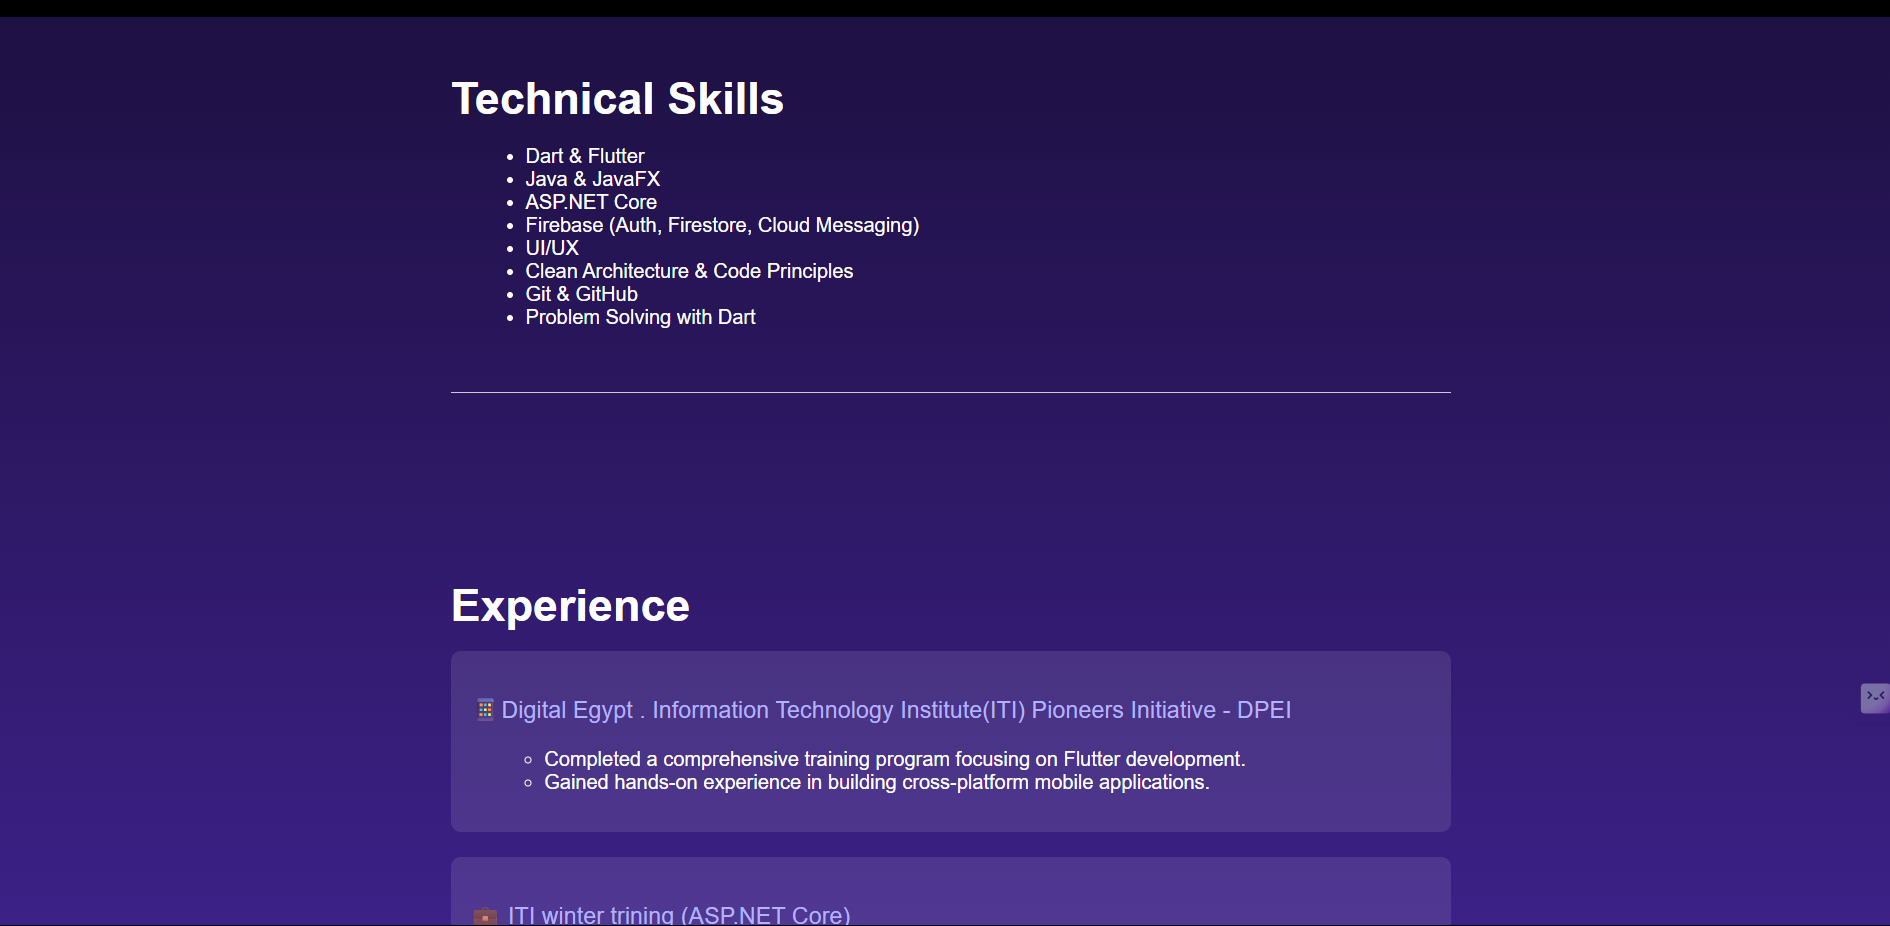 Technical Skills
Dart & Flutter
Java & JavaFX
ASP.NET Core
Firebase (Auth, Firestore, Cloud Messaging)
UI/UX
Clean Architecture & Code Principles
Git & GitHub
Problem Solving with Dart
Experience
Digital Egypt . Information Technology Institute(ITI) Pioneers Initiative - DPEI
Completed a comprehensive training program focusing on Flutter development.
Gained hands-on experience in building cross-platform mobile applications.
ITI winter trining (ASP.NET Core)